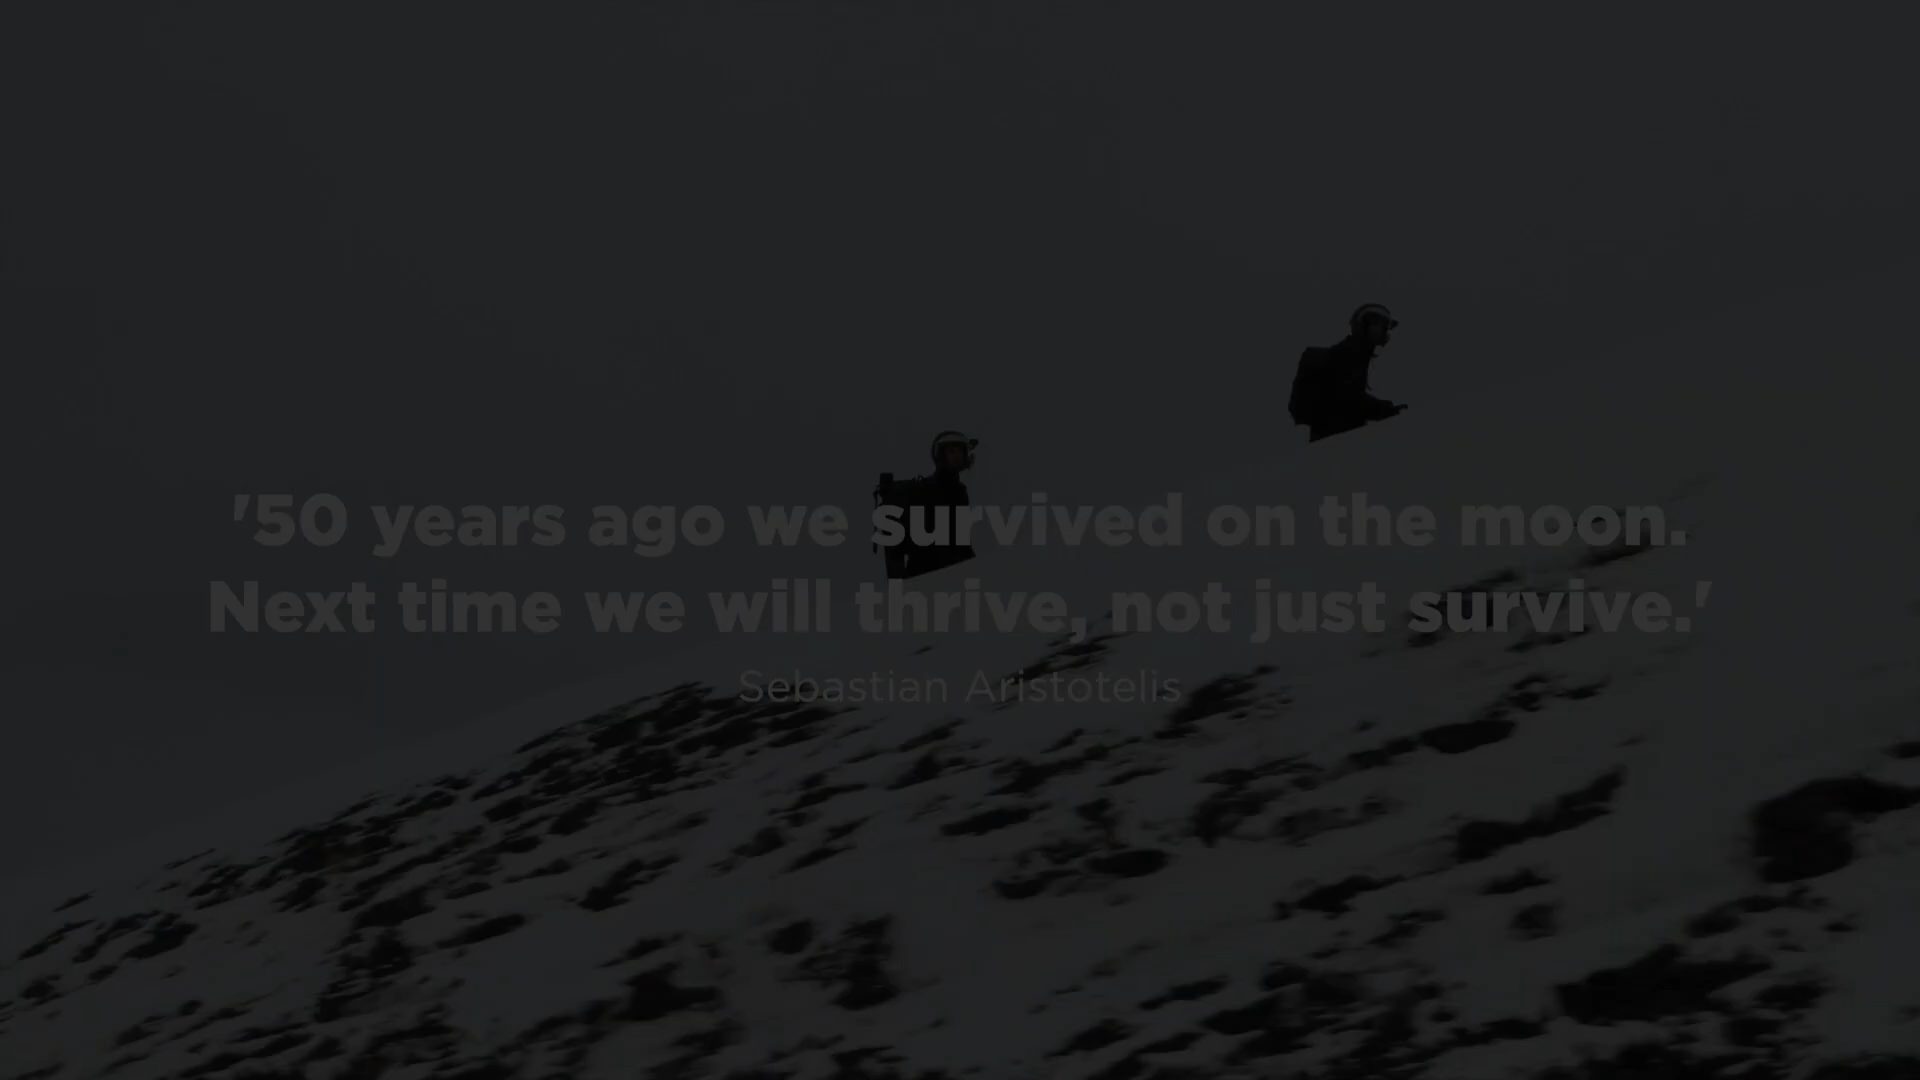 '50 years ago we survived on the moon.
Next time we will thrive, not just survive.'
Sebastian Aristotelis